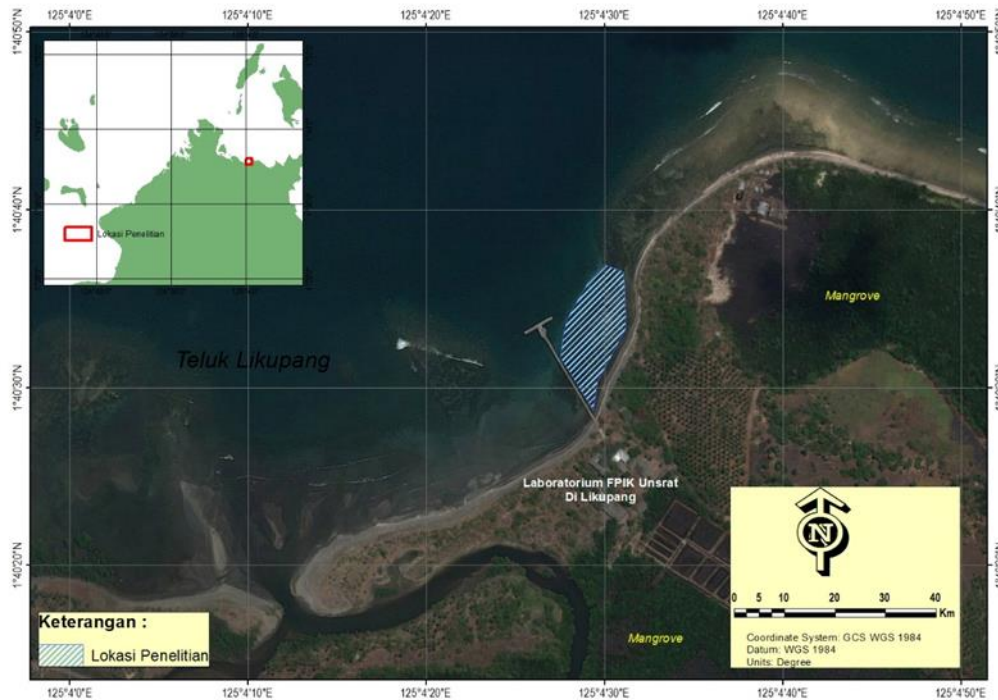 125°4'0"E 125°4'10"E 125°4'20"E 125°4'30"E 125°4'40"E 125°4'50"E
1°40'50"N
1°40'40"N
1°40'30"N
1°40'20"N
Lokasi Penelitian
Mangrove
Teluk Likupang
Laboratorium FPIK Unsrat
Di Likupang
N
0 5 10 20 30 40
Km
Coordinate System: GCS WGS 1984
Datum: WGS 1984
Units: Degree
Keterangan :
Lokasi Penelitian
Mangrove
125°4'0"E 125°4'10"E 125°4'20"E 125°4'30"E 125°4'40"E 125°4'50"E